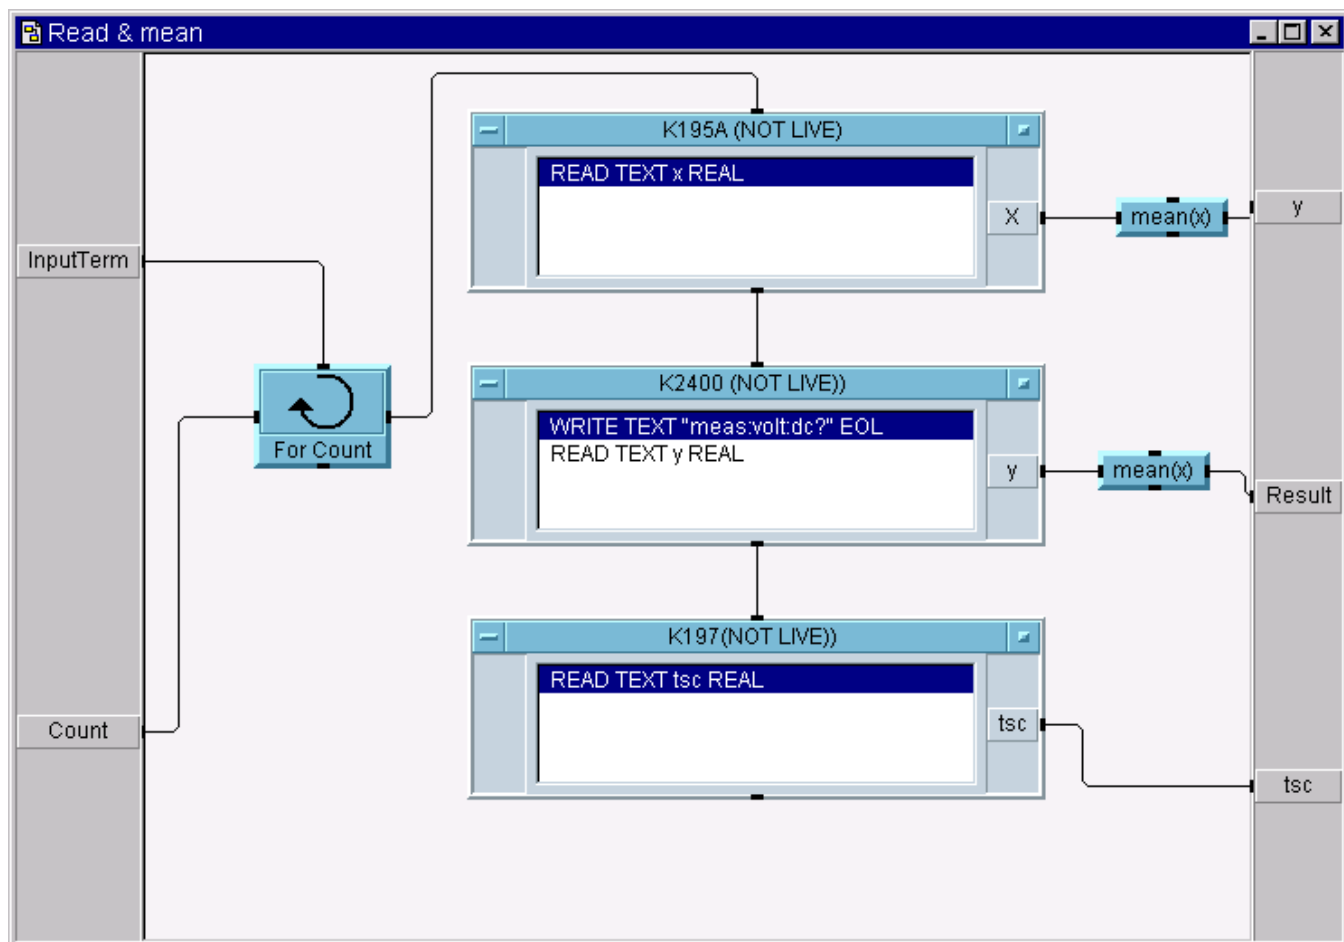 Read & mean
K195A (NOT LIVE)
READ TEXT x REAL
X
mean(x)
y
InputTerm
For Count
K2400 (NOT LIVE))
WRITE TEXT "meas:volt:dc?" EOL
READ TEXT y REAL
y
mean(x)
Result
K197(NOT LIVE))
READ TEXT tsc REAL
tsc
Count
tsc